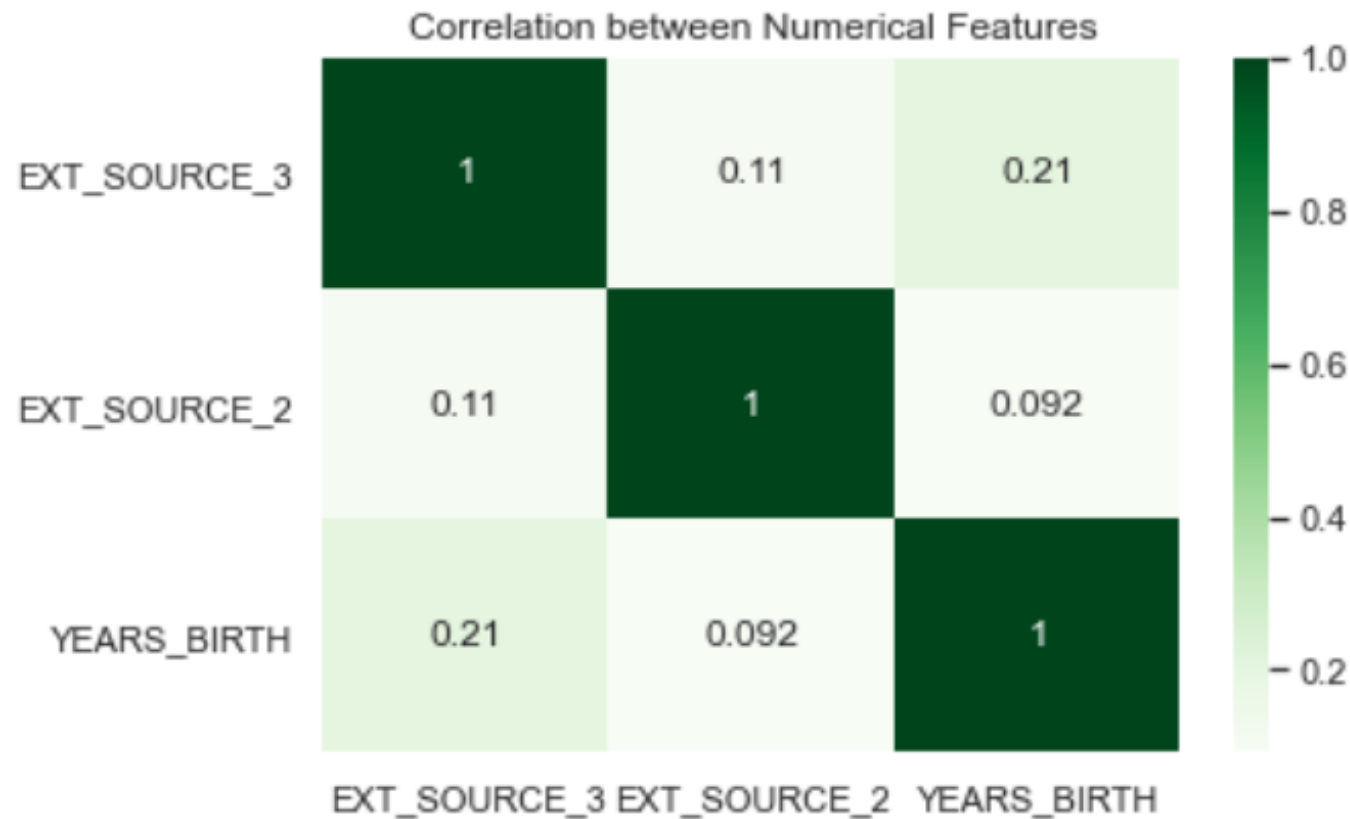 Correlation between Numerical Features
1.0
EXT_SOURCE_3 1 0.11 0.21
0.8
0.6
EXT_SOURCE_2 0.11 1 0.092
0.4
YEARS_BIRTH 0.21 0.092 1
0.2
EXT_SOURCE_3 EXT_SOURCE_2 YEARS_BIRTH